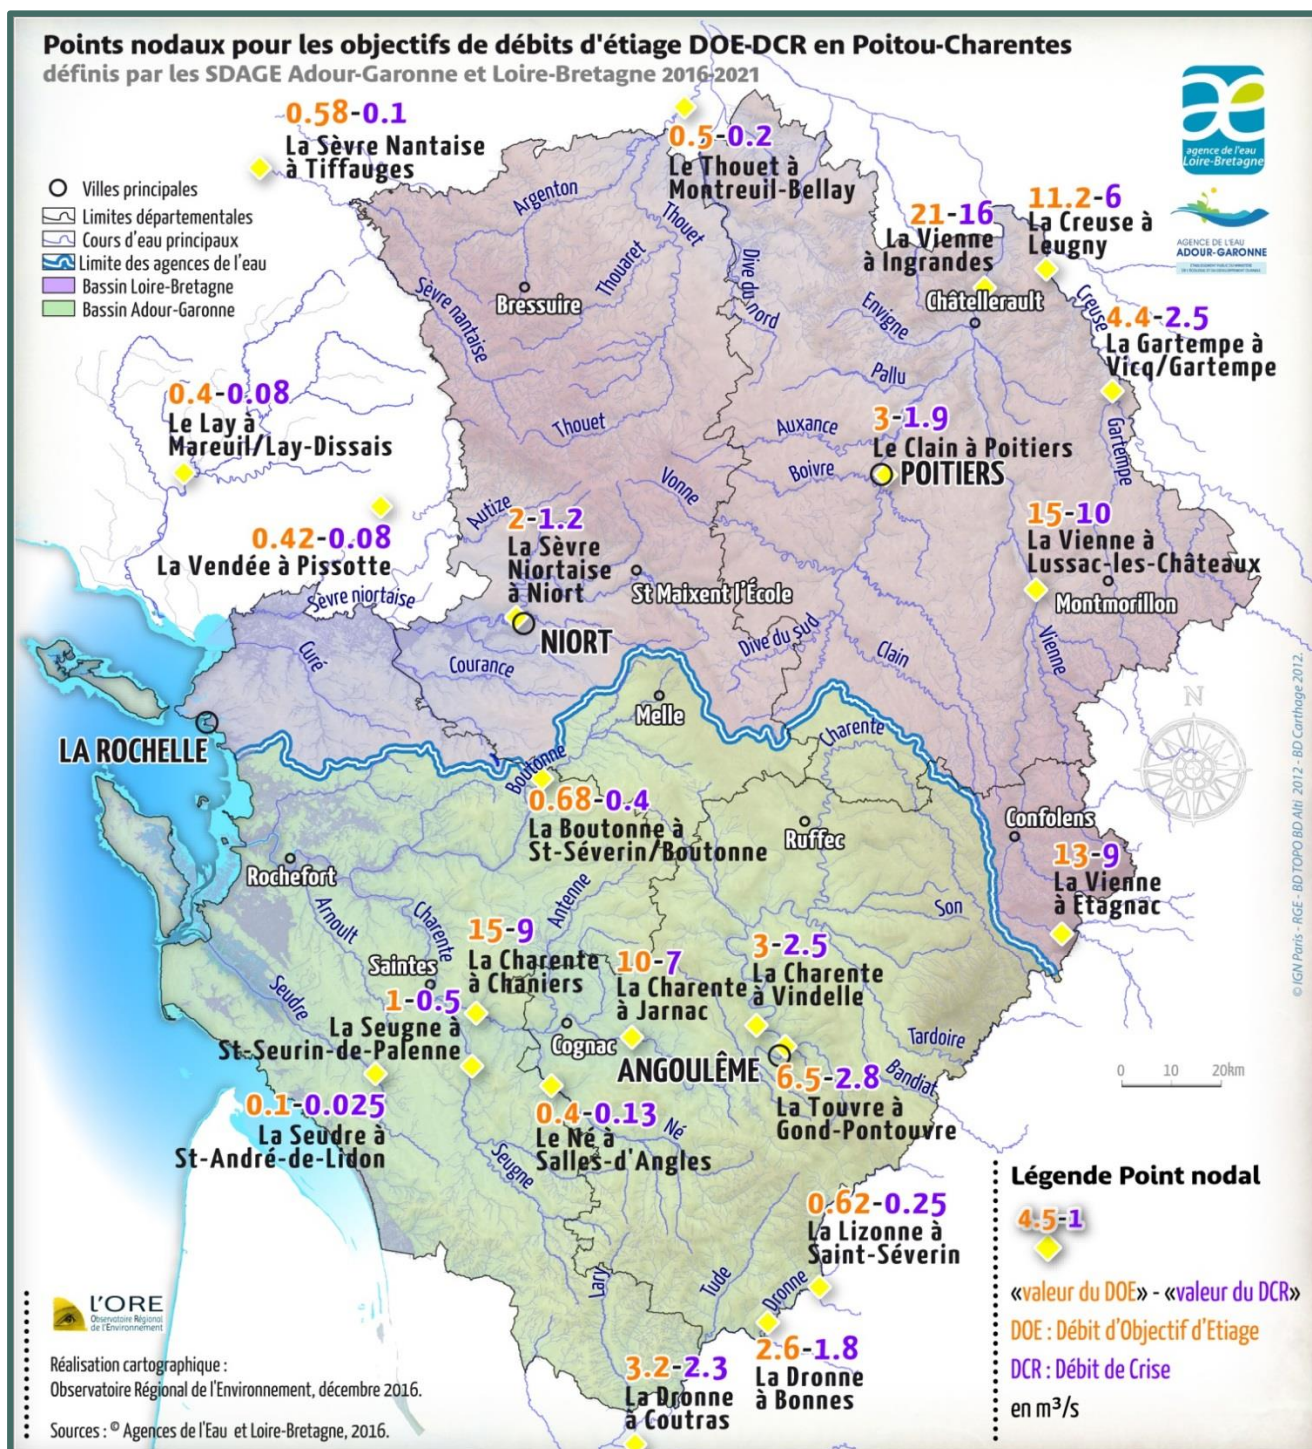 Points nodaux pour les objectifs de débits d'étiage DOE-DCR en Poitou-Charentes
définis par les SDAGE Adour-Garonne et Loire-Bretagne 2016-2021
agence de l'eau
Loire-Bretagne
AGENCE DE L'EAU
ADOUR-GARONNE
Villes principales
Limites départementales
Cours d'eau principaux
Limite des agences de l'eau
Bassin Loire-Bretagne
Bassin Adour-Garonne
0.58-0.1
La Sèvre Nantaise
à Tiffauges
0.5-0.2
Le Thouet à
Montreuil-Bellay
21-16
La Vienne
à Ingrandes
11.2-6
La Creuse à
Leugny
4.4-2.5
La Gartempe à
Vicq/Gartempe
0.4-0.08
Le Lay à
Mareuil/Lay-Dissais
3-1.9
Le Clain à Poitiers
POITIERS
0.42-0.08
La Vendée à Pissotte
2-1.2
La Sèvre
Niortaise
à Niort
NIORT
15-10
La Vienne à
Lussac-les-Châteaux
Montmorillon
Argenton
Thouet
Thouaret
Bressuire
Sèvre nantaise
Dive du nord
Envigne
Châtellerault
Creuse
Pallu
Thouet
Auxance
Boivre
Vonne
Gartempe
Autize
St Maixent l'École
Sèvre niortaise
Curé
Courance
Dive du sud
Clain
Vienne
Melle
LA ROCHELLE
Boutonne
Charente
0.68-0.4
La Boutonne à
St-Séverin/Boutonne
Ruffec
Confolens
13-9
La Vienne
à Etagnac
Rochefort
Arnoult
Charente
Antenne
Son
Saintes
15-9
La Charente
à Chaniers
10-7
La Charente
à Jarnac
3-2.5
La Charente
à Vindelle
Seudre
1-0.5
La Seugne à
St-Seurin-de-Palenne
Cognac
ANGOULÊME
Tardoire
Bandiat
6.5-2.8
La Touvre à
Gond-Pontouvre
0.1-0.025
La Seudre à
St-André-de-Lidon
0.4-0.13
Le Né à
Salles-d'Angles
Né
Seugne
0.62-0.25
La Lizonne à
Saint-Séverin
Lary
Tude
Dronne
2.6-1.8
La Dronne
à Bonnes
3.2-2.3
La Dronne
à Coutras
N
0 10 20km
© IGN Paris - RGE - BD TOPO BD Alti 2012 - BD Carthage 2012.
Légende Point nodal
4.5-1
«valeur du DOE» - «valeur du DCR»
DOE : Débit d'Objectif d'Etiage
DCR : Débit de Crise
en m³/s
L'ORE
Observatoire Régional
de l'Environnement
Réalisation cartographique :
Observatoire Régional de l'Environnement, décembre 2016.
Sources : © Agences de l'Eau et Loire-Bretagne, 2016.